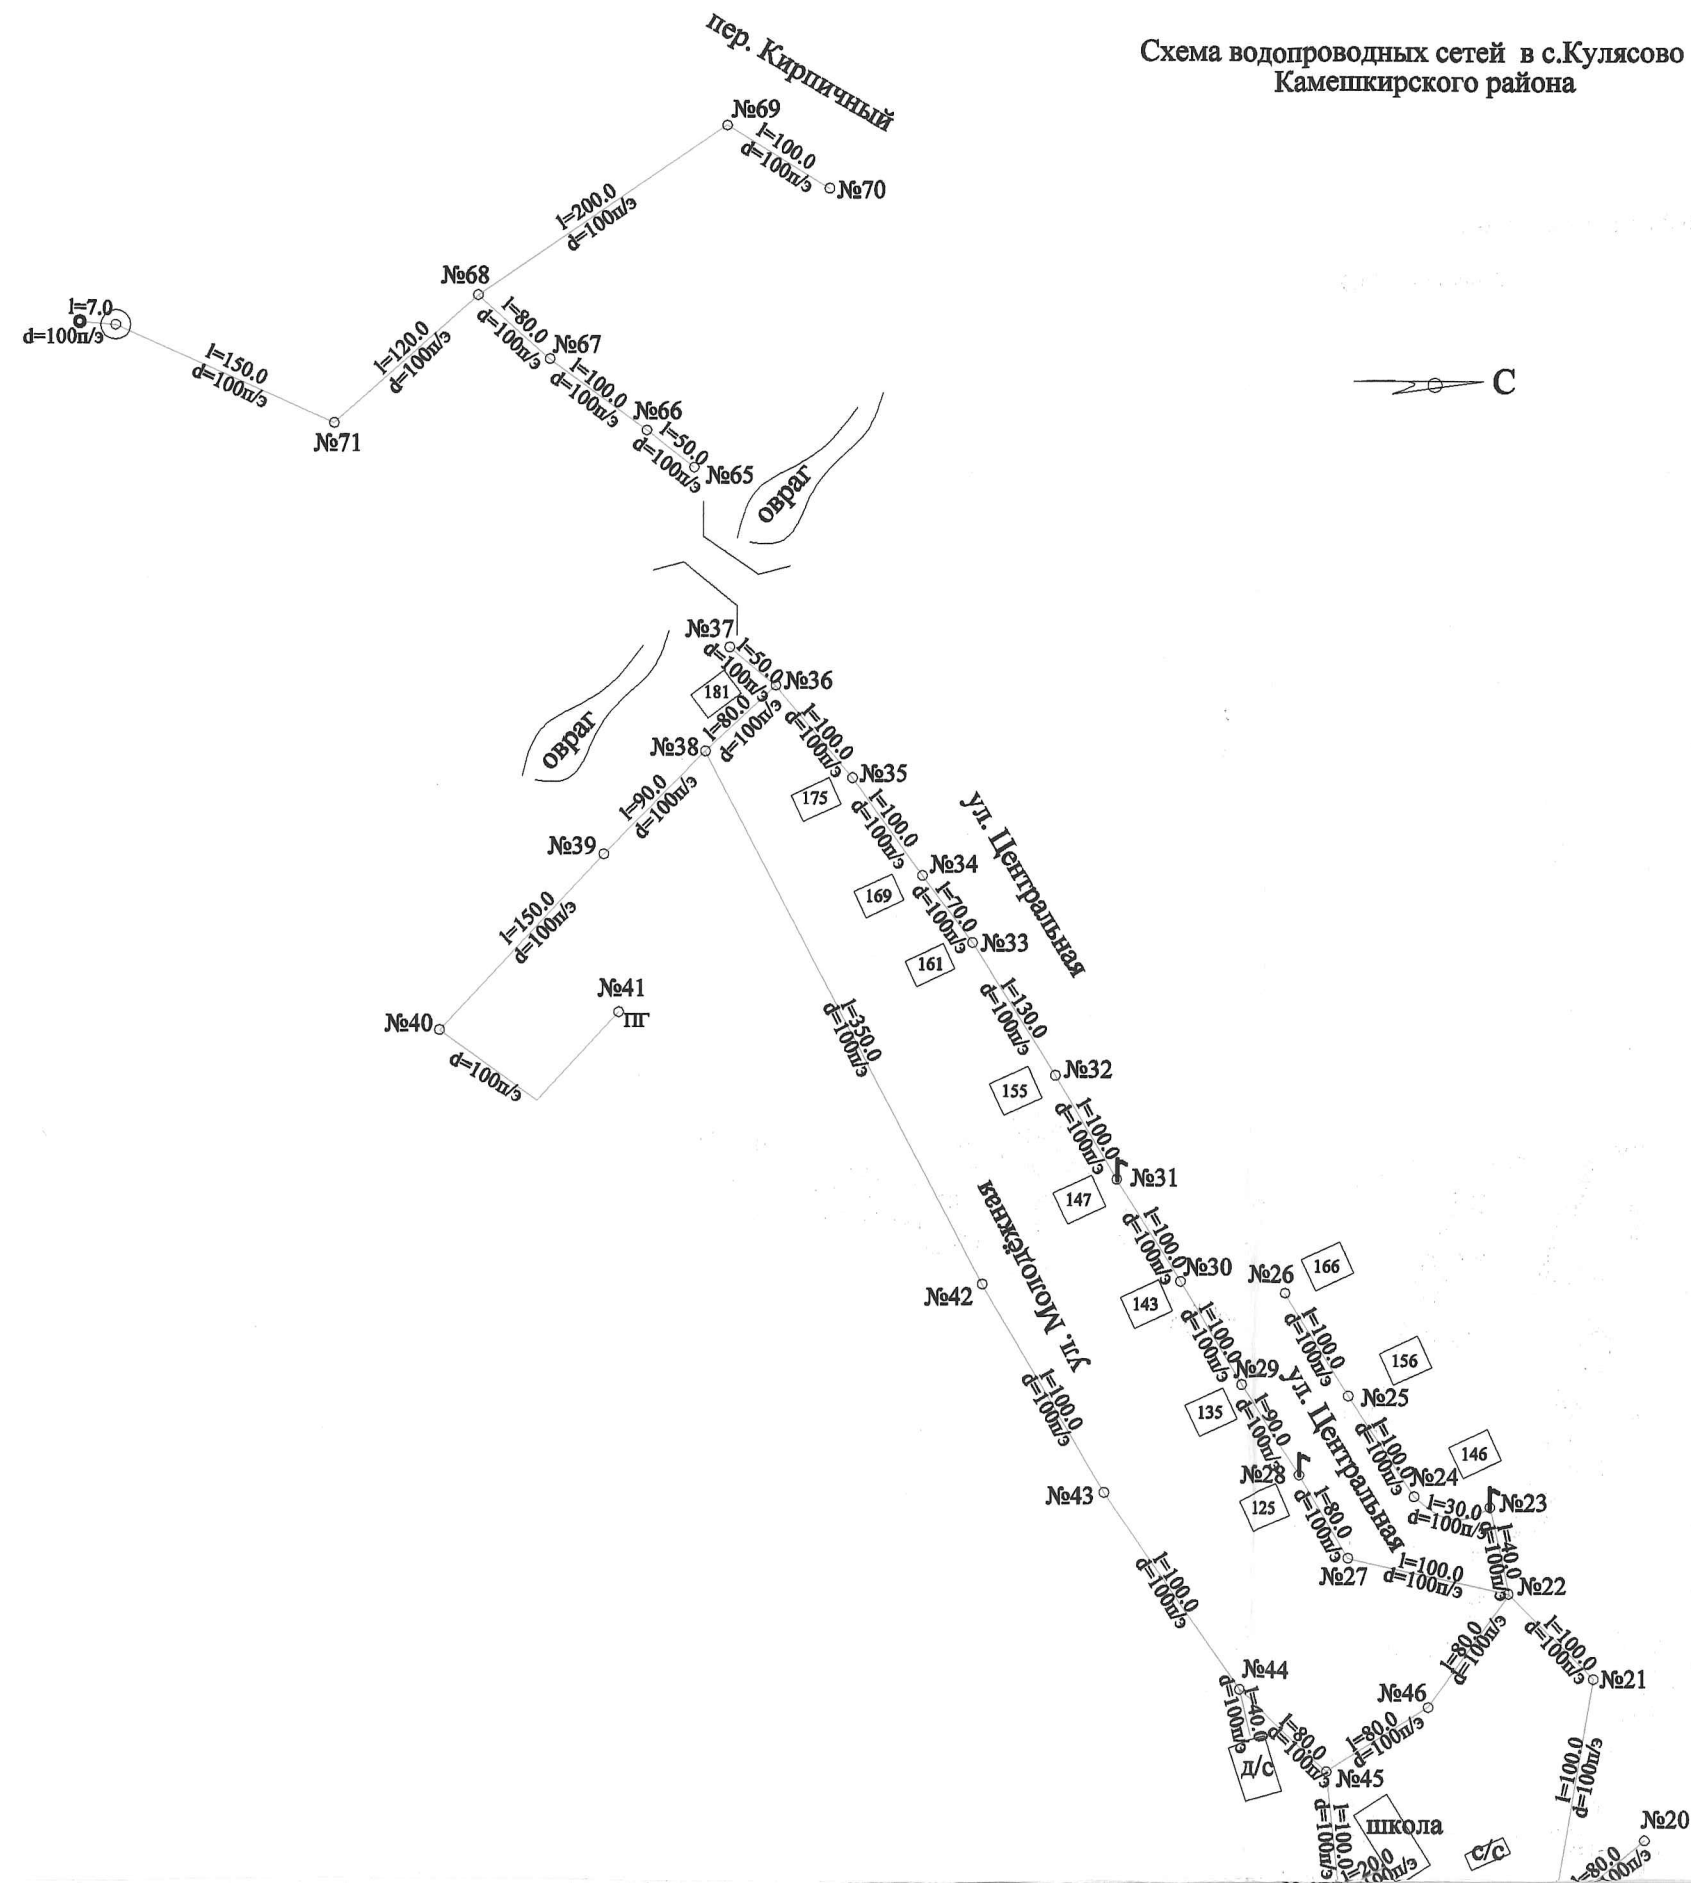 Схема водопроводных сетей в с.Кулясово
Камешкирского района
пер. Кирпичный
№69
l=100.0
d=100п/э
№70
l=200.0
d=100п/э
№68
l=7.0
d=100п/э
l=150.0
d=100п/э
l=120.0
d=100п/э
№71
l=80.0
d=100п/э
№67
l=100.0
d=100п/э
№66
l=50.0
d=100п/э
№65
С
овраг
№37
l=50.0
d=100п/э
№36
181
l=80.0
d=100п/э
овраг
№38
l=100.0
d=100п/э
№35
l=90.0
d=100п/э
175
l=100.0
d=100п/э
ул. Центральная
№39
№34
169
l=70.0
d=100п/э
l=150.0
d=100п/э
№33
161
№40
№41
ПГ
d=100п/э
l=350.0
d=100п/э
l=130.0
d=100п/э
№32
155
l=100.0
d=100п/э
№31
147
ул. Молодёжная
l=100.0
d=100п/э
№30
№42
143
№26
166
l=100.0
d=100п/э
l=100.0
d=100п/э
№29
ул. Центральная
156
№25
l=100.0
d=100п/э
135
l=90.0
d=100п/э
l=100.0
d=100п/э
146
№28
№24
№43
125
l=30.0
d=100п/э
№23
l=80.0
d=100п/э
l=40.0
d=100п/э
№27
l=100.0
d=100п/э
№22
l=100.0
d=100п/э
l=80.0
d=100п/э
l=100.0
d=100п/э
№44
№21
l=40.0
d=100п/э
№46
l=80.0
d=100п/э
l=80.0
d=100п/э
д/с
№45
l=100.0
d=100п/э
l=100.0
d=100п/э
школа
с/с
№20
l=20.0
l=80.0